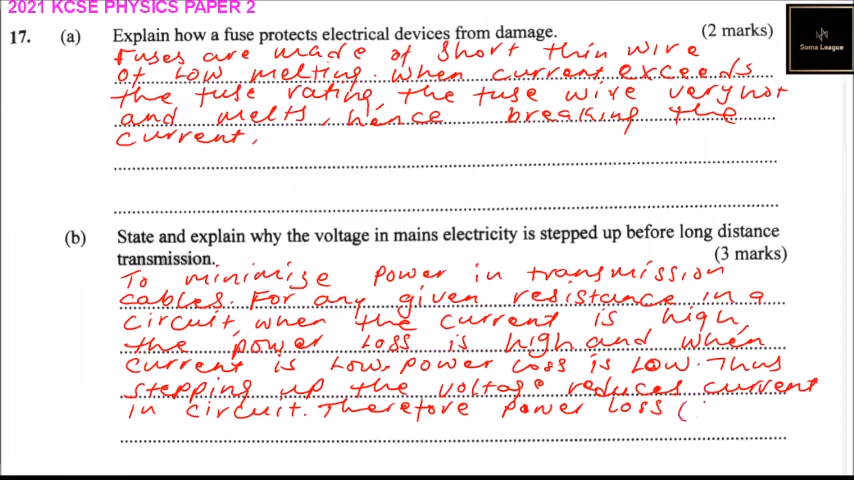 2021 KCSE PHYSICS PAPER 2
17. (a) Explain how a fuse protects electrical devices from damage. (2 marks)
Soma League
Fuses are made of short thin wire
of Low melting. When current exceeds
the fuse rating, the fuse wire very hot
and melts, hence breaking the
current.
(b) State and explain why the voltage in mains electricity is stepped up before long distance
transmission. (3 marks)
To minimize power in transmission
cables. For any given resistance in a
circuit, when the current is high,
the power Loss is high and when
current is Low. power Loss is Low. Thus
stepping up the voltage reduces current
in circuit. Therefore power Loss (